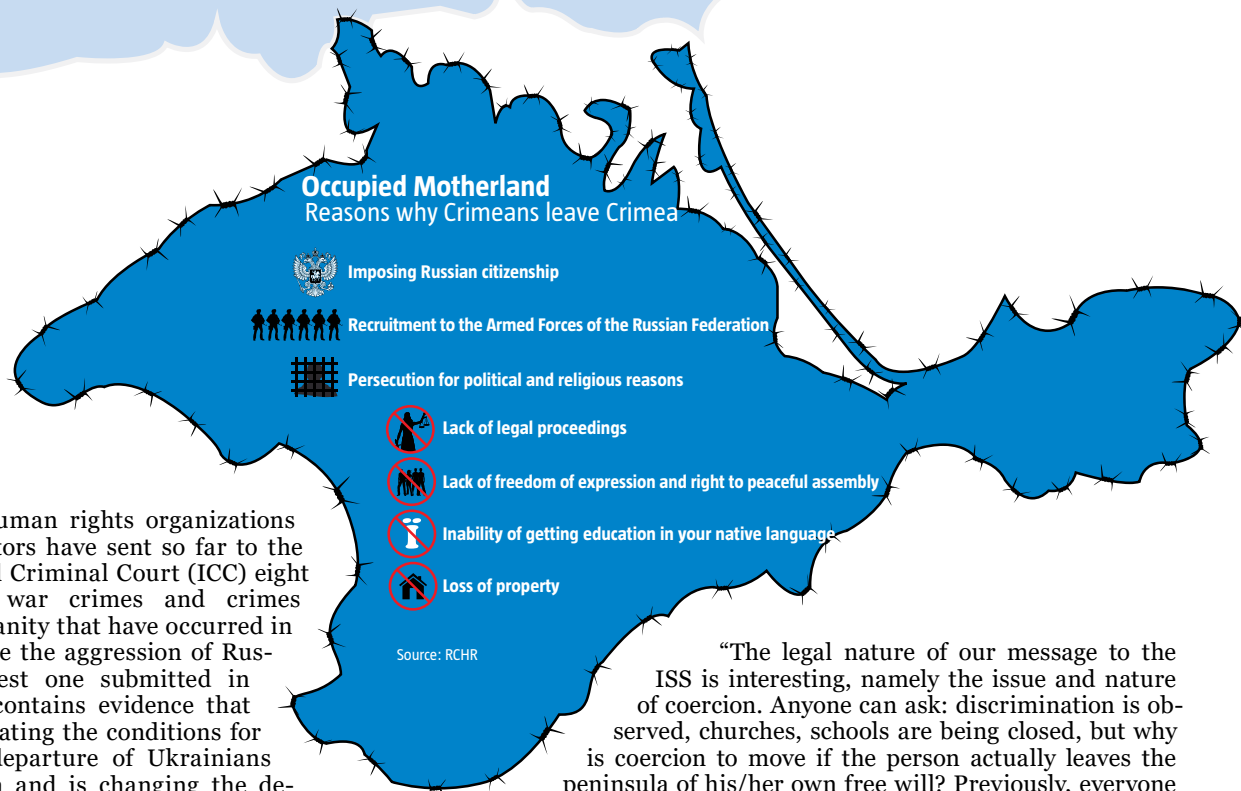 Occupied Motherland
Reasons why Crimeans leave Crimea
Imposing Russian citizenship
Recruitment to the Armed Forces of the Russian Federation
Persecution for political and religious reasons
Lack of legal proceedings
Lack of freedom of expression and right to peaceful assembly
ї
Inability of getting education in your native language
Loss of property
Source: RCHR
uman rights organizations
tors have sent so far to the
l Criminal Court (ICC) eight
war crimes and crimes
anity that have occurred in
e the aggression of Rus-
est one submitted in
contains evidence that
ating the conditions for
departure of Ukrainians
and is changing the de-
“The legal nature of our message to the
ISS is interesting, namely the issue and nature
of coercion. Anyone can ask: discrimination is ob-
served, churches, schools are being closed, but why
is coercion to move if the person actually leaves the
peninsula of his/her own free will? Previously, everyone